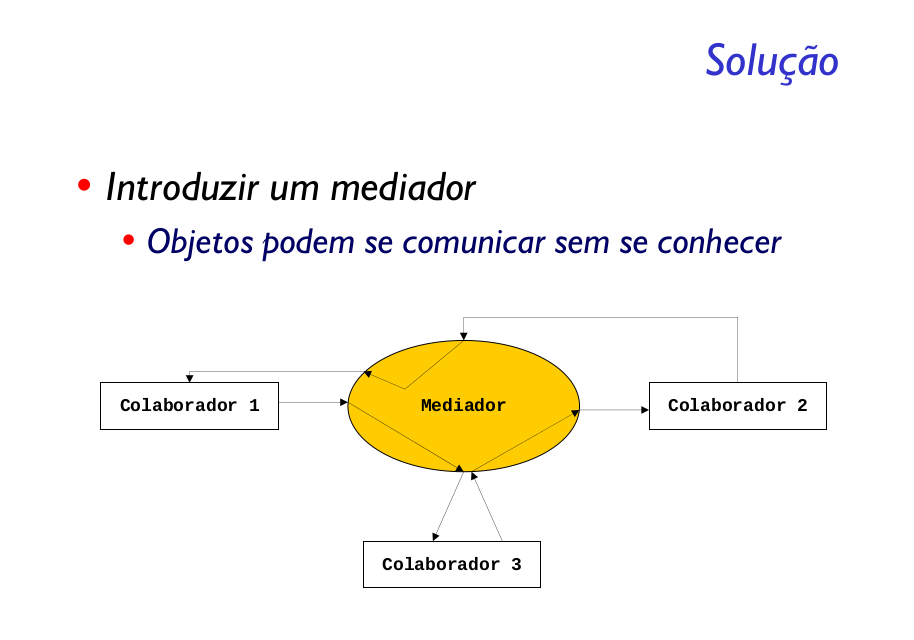 Solução
• Introduzir um mediador
• Objetos podem se comunicar sem se conhecer
Colaborador 1
Mediador
Colaborador 2
Colaborador 3